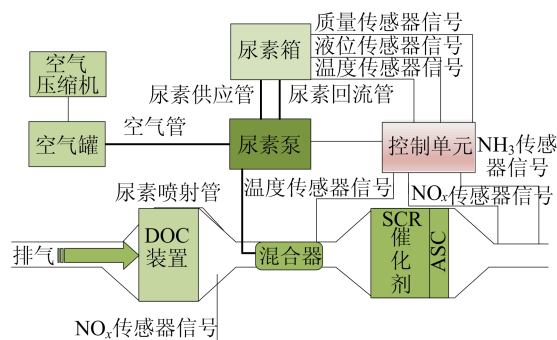 质量传感器信号
液位传感器信号
温度传感器信号
尿素箱
空气
压缩机
尿素供应管
尿素回流管
空气管
空气罐
尿素泵
控制单元
NH3传感
器信号
温度传感器信号
NOx传感器信号
尿素喷射管
DOC
装置
排气
混合器
SCR
催化剂
ASC
NOx传感器信号